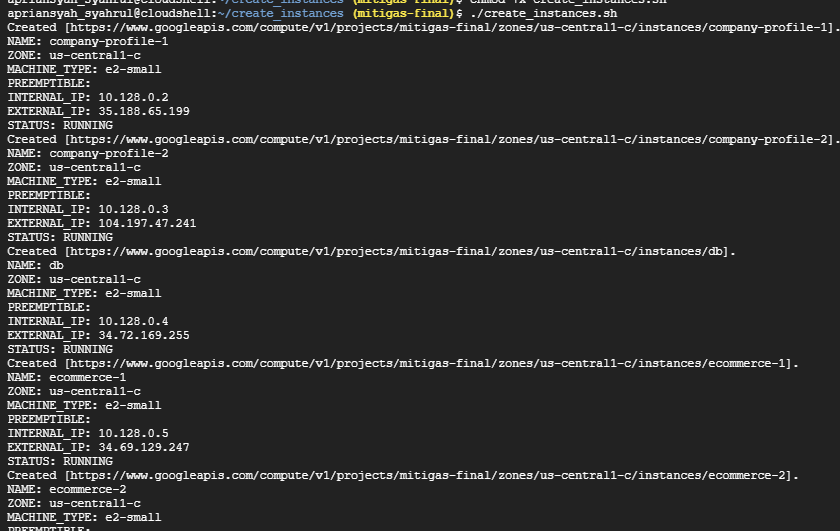 apriansyah_syahrul@cloudshell:~/create_instances (mitigas-final)$ chmod +x create_instances.sh
apriansyah_syahrul@cloudshell:~/create_instances (mitigas-final)$ ./create_instances.sh
Created [https://www.googleapis.com/compute/v1/projects/mitigas-final/zones/us-central1-c/instances/company-profile-1].
NAME: company-profile-1
ZONE: us-central1-c
MACHINE_TYPE: e2-small
PREEMPTIBLE:
INTERNAL_IP: 10.128.0.2
EXTERNAL_IP: 35.188.65.199
STATUS: RUNNING
Created [https://www.googleapis.com/compute/v1/projects/mitigas-final/zones/us-central1-c/instances/company-profile-2].
NAME: company-profile-2
ZONE: us-central1-c
MACHINE_TYPE: e2-small
PREEMPTIBLE:
INTERNAL_IP: 10.128.0.3
EXTERNAL_IP: 104.197.47.241
STATUS: RUNNING
Created [https://www.googleapis.com/compute/v1/projects/mitigas-final/zones/us-central1-c/instances/db].
NAME: db
ZONE: us-central1-c
MACHINE_TYPE: e2-small
PREEMPTIBLE:
INTERNAL_IP: 10.128.0.4
EXTERNAL_IP: 34.72.169.255
STATUS: RUNNING
Created [https://www.googleapis.com/compute/v1/projects/mitigas-final/zones/us-central1-c/instances/ecommerce-1].
NAME: ecommerce-1
ZONE: us-central1-c
MACHINE_TYPE: e2-small
PREEMPTIBLE:
INTERNAL_IP: 10.128.0.5
EXTERNAL_IP: 34.69.129.247
STATUS: RUNNING
Created [https://www.googleapis.com/compute/v1/projects/mitigas-final/zones/us-central1-c/instances/ecommerce-2].
NAME: ecommerce-2
ZONE: us-central1-c
MACHINE_TYPE: e2-small
PREEMPTIBLE: